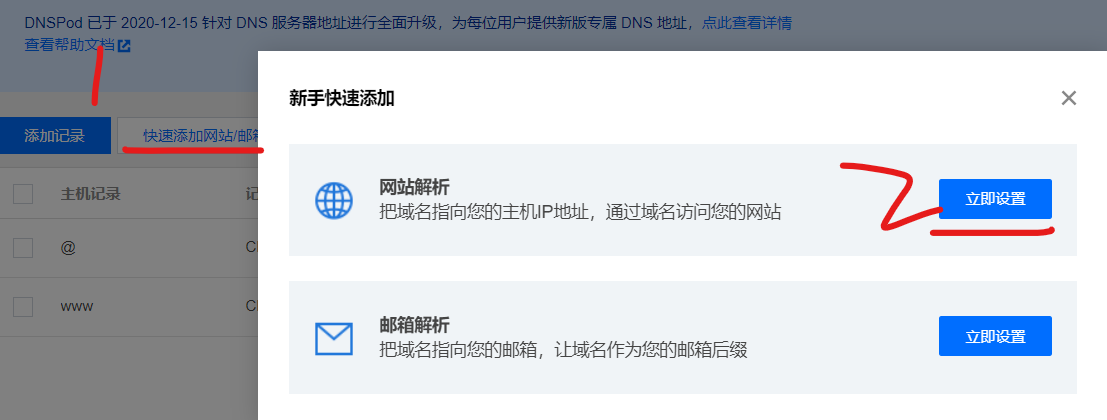 DNSPod 已于 2020-12-15 针对 DNS 服务器地址进行全面升级，为每位用户提供新版专属 DNS 地址，点此查看详情
查看帮助文档
1
添加记录 快速添加网站/邮箱
主机记录 记
@ C
www C
新手快速添加
网站解析
把域名指向您的主机IP地址，通过域名访问您的网站
2
立即设置
邮箱解析
把域名指向您的邮箱，让域名作为您的邮箱后缀
立即设置